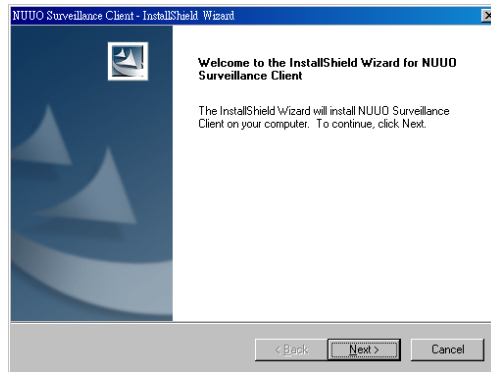 NUUO Surveillance Client - InstallShield Wizard
Welcome to the InstallShield Wizard for NUUO
Surveillance Client
The InstallShield Wizard will install NUUO Surveillance
Client on your computer. To continue, click Next.
< Back
Next >
Cancel